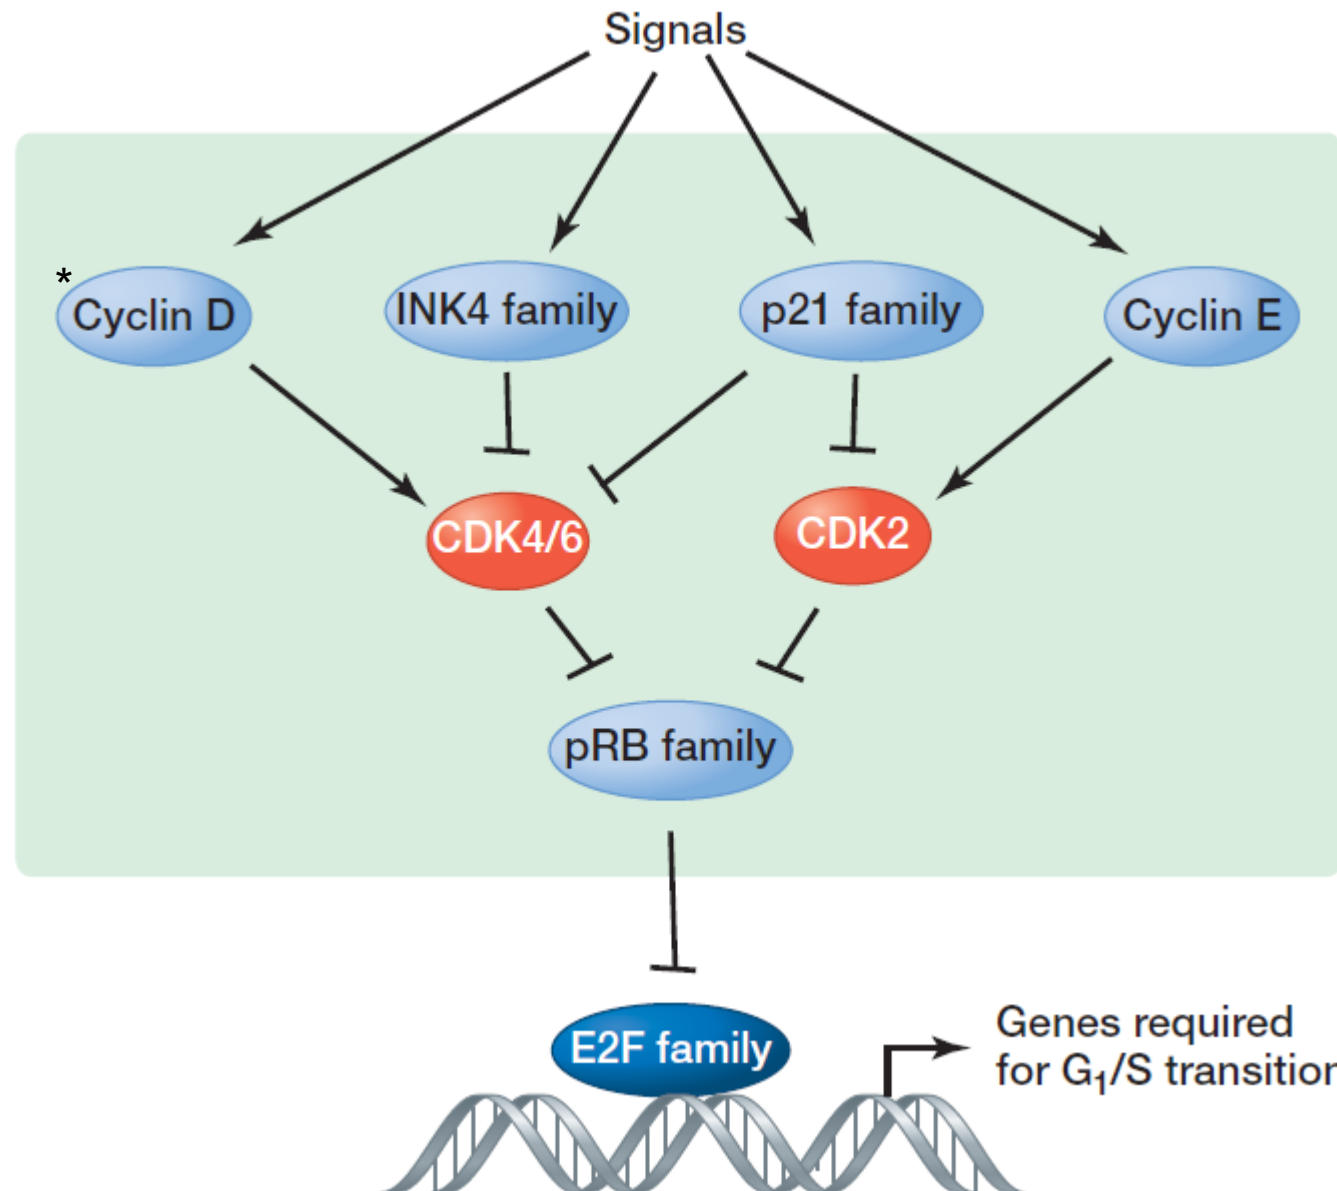 Signals
*
Cyclin D
INK4 family
p21 family
Cyclin E
CDK4/6
CDK2
pRB family
E2F family
Genes required
for G₁/S transition